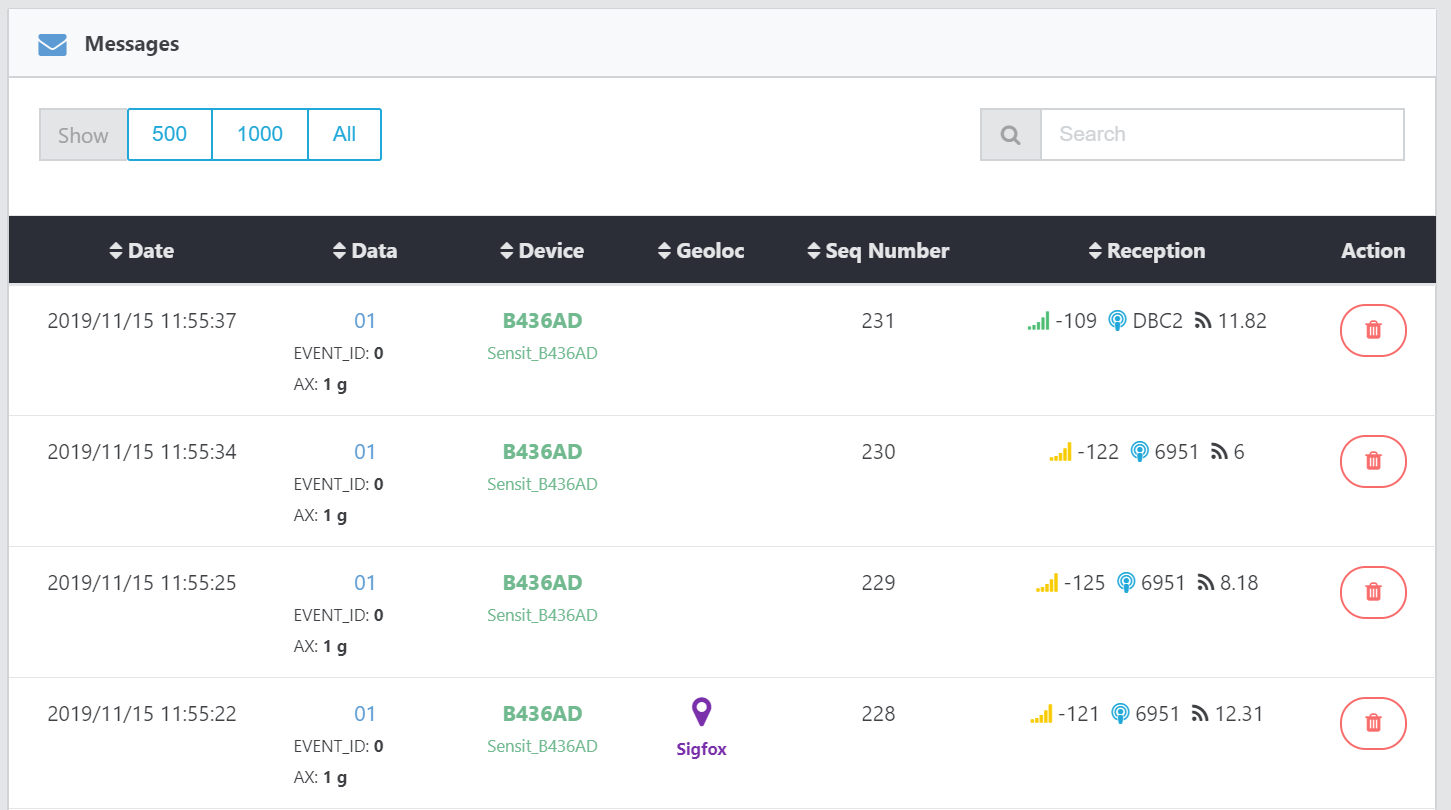 Messages
Show 500 1000 All Search
Date Data Device Geoloc Seq Number Reception Action
2019/11/15 11:55:37 01 B436AD 231 -109 DBC2 11.82
EVENT_ID: 0 Sensit_B436AD
AX: 1 g
2019/11/15 11:55:34 01 B436AD 230 -122 6951 6
EVENT_ID: 0 Sensit_B436AD
AX: 1 g
2019/11/15 11:55:25 01 B436AD 229 -125 6951 8.18
EVENT_ID: 0 Sensit_B436AD
AX: 1 g
2019/11/15 11:55:22 01 B436AD 228 -121 6951 12.31
EVENT_ID: 0 Sensit_B436AD Sigfox
AX: 1 g